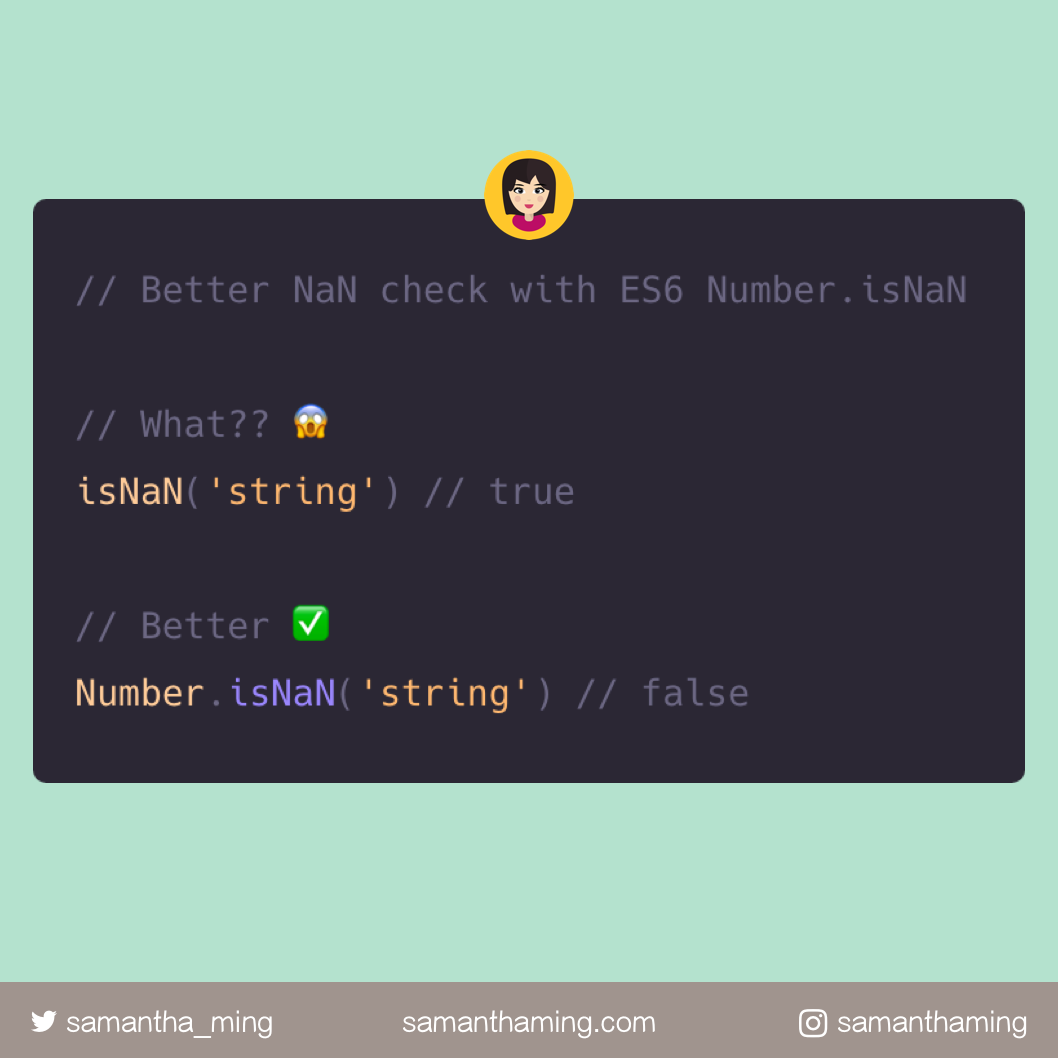 // Better NaN check with ES6 Number.isNaN
// What?? 😱
isNaN('string') // true
// Better ✅
Number.isNaN('string') // false
samantha_ming
samanthaming.com
samanthaming